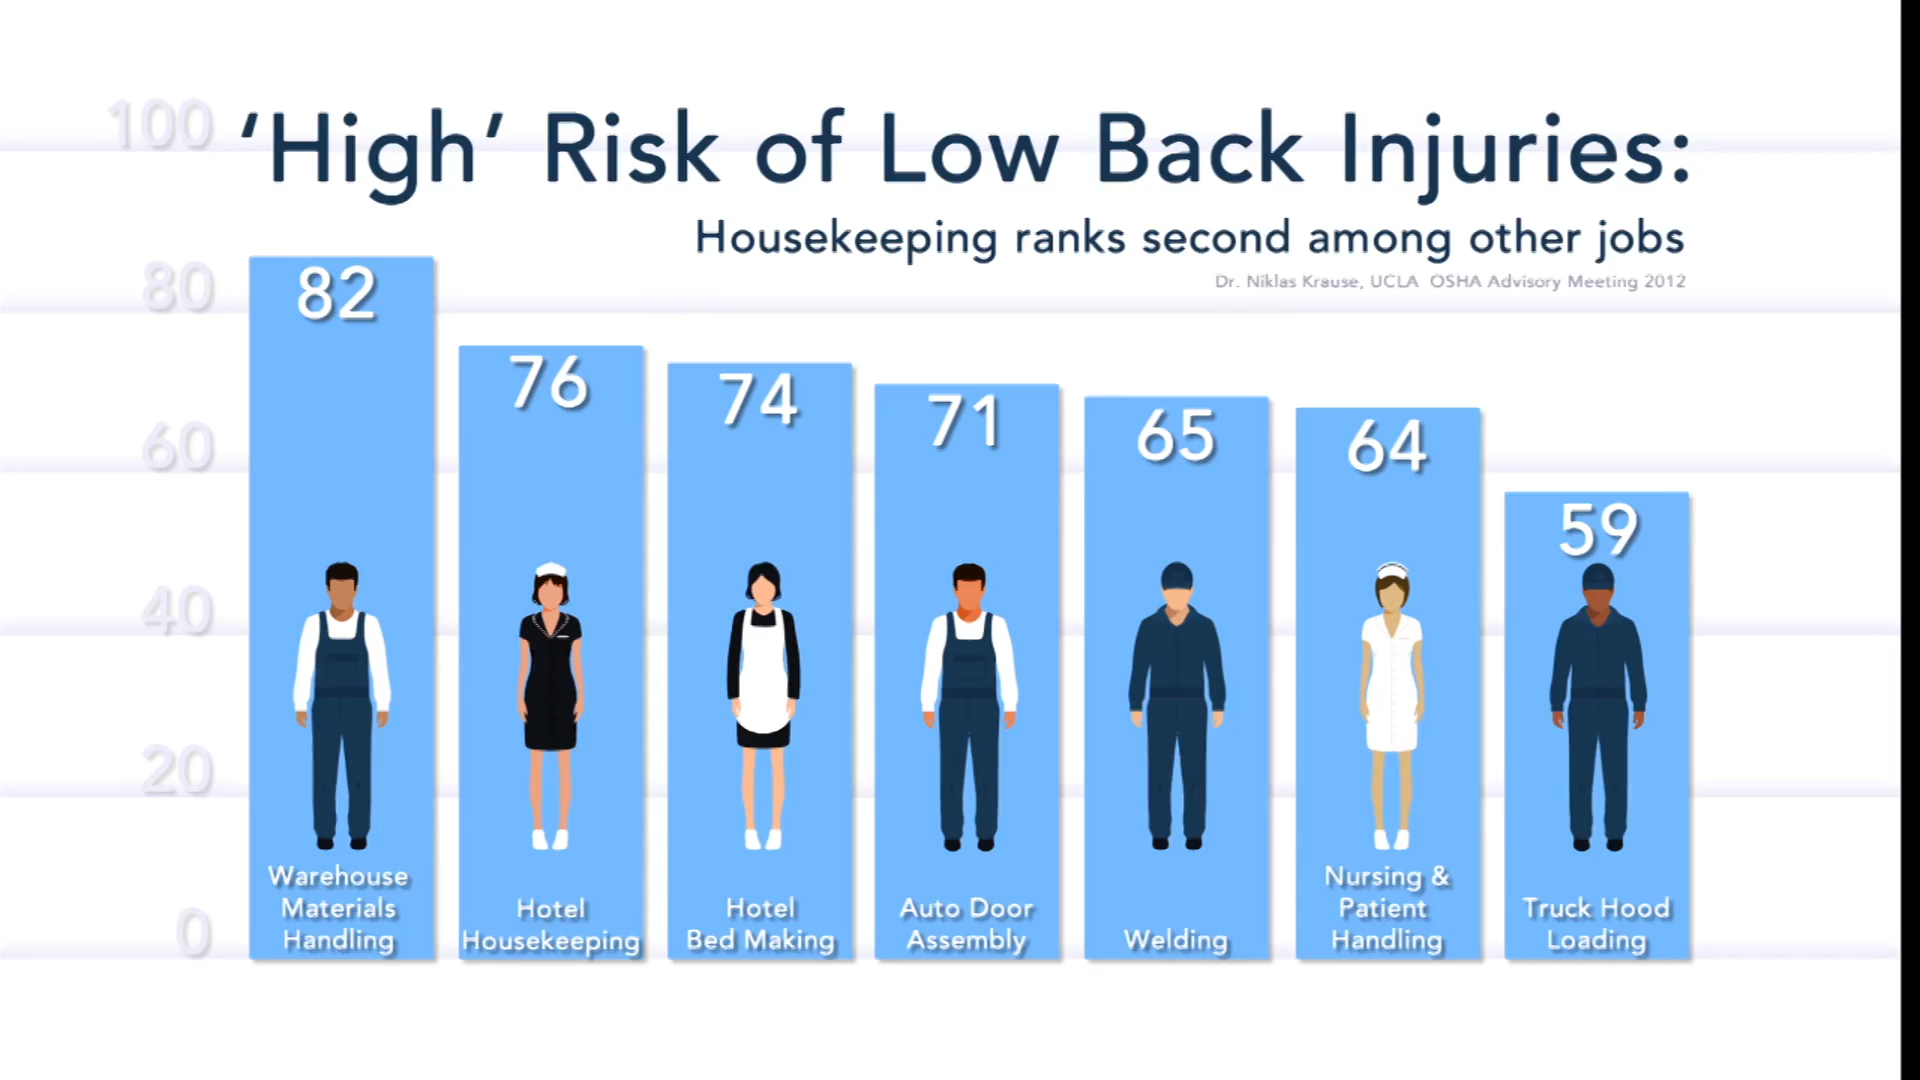 100
‘High’ Risk of Low Back Injuries:
Housekeeping ranks second among other jobs
Dr. Niklas Krause, UCLA OSHA Advisory Meeting 2012
80
60
40
20
0
82
Warehouse
Materials
Handling
76
Hotel
Housekeeping
74
Hotel
Bed Making
71
Auto Door
Assembly
65
Welding
64
Nursing &
Patient
Handling
59
Truck Hood
Loading